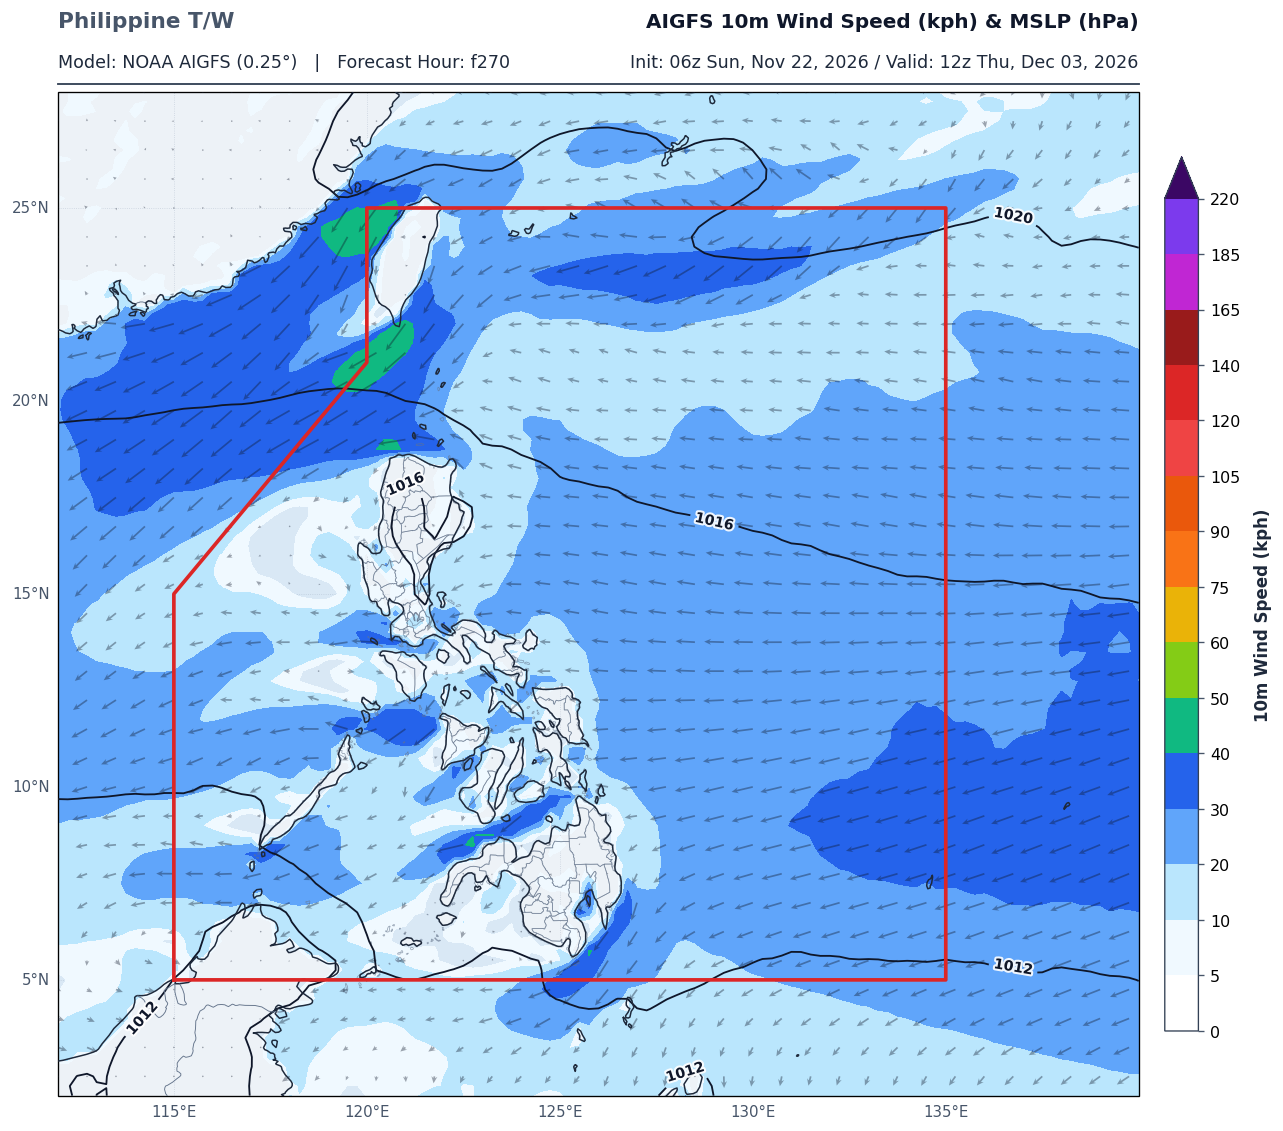 Philippine T/W
AIGFS 10m Wind Speed (kph) & MSLP (hPa)
Model: NOAA AIGFS (0.25°)   |   Forecast Hour: f270
Init: 06z Sun, Nov 22, 2026 / Valid: 12z Thu, Dec 03, 2026
25°N
20°N
15°N
10°N
5°N
1020
1016
1016
1012
1012
1012
115°E
120°E
125°E
130°E
135°E
220
185
165
140
120
105
90
75
60
50
40
30
20
10
5
0
10m Wind Speed (kph)